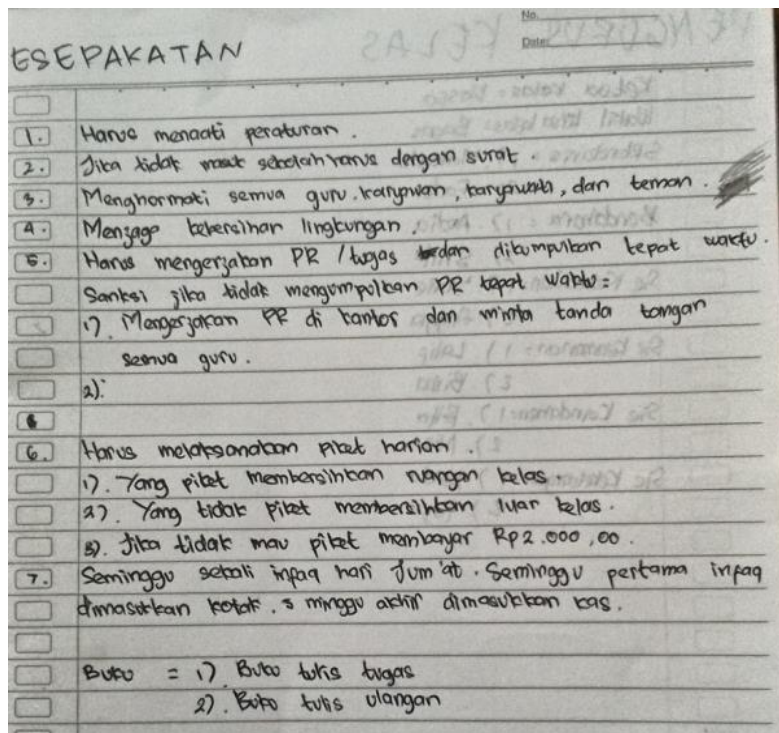 No.
Date:
ESEPAKATAN
1. Harus menaati peraturan.
2. Jika tidak masuk sekolah harus dengan surat.
3. Menghormati semua guru, karyawan, karyawati, dan teman.
4. Menjaga kebersihan lingkungan.
5. Harus mengerjakan PR / tugas dan dikumpulkan tepat waktu.
Sanksi jika tidak mengumpulkan PR tepat waktu:
1). Mengerjakan PR di kantor dan minta tanda tangan
semua guru.
2).
6. Harus melaksanakan piket harian.
1). Yang piket membersihkan ruangan kelas.
2). Yang tidak piket membersihkan luar kelas.
3). Jika tidak mau piket membayar Rp2.000,00.
7. Seminggu sekali infaq hari Jum'at. Seminggu pertama infaq
dimasukkan kotak, 3 minggu akhir dimasukkan kas.
Buku = 1) Buku tulis tugas
2). Buku tulis ulangan